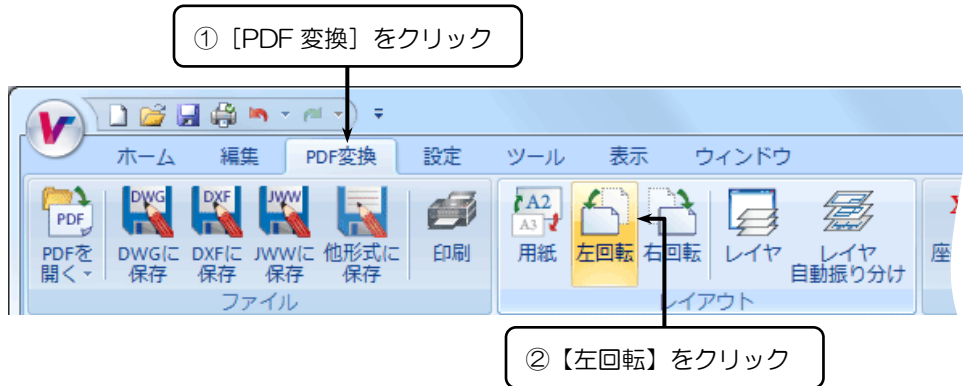 ① [PDF 変換] をクリック
ホーム 編集 PDF変換 設定 ツール 表示 ウィンドウ
PDF DWG DXF JWW A2
A3
PDFを DWGに DXFに JWWに 他形式に 印刷 用紙 左回転 右回転 レイヤ レイヤ 座
開く 保存 保存 保存 保存 自動振り分け
ファイル レイアウト
②【左回転】をクリック